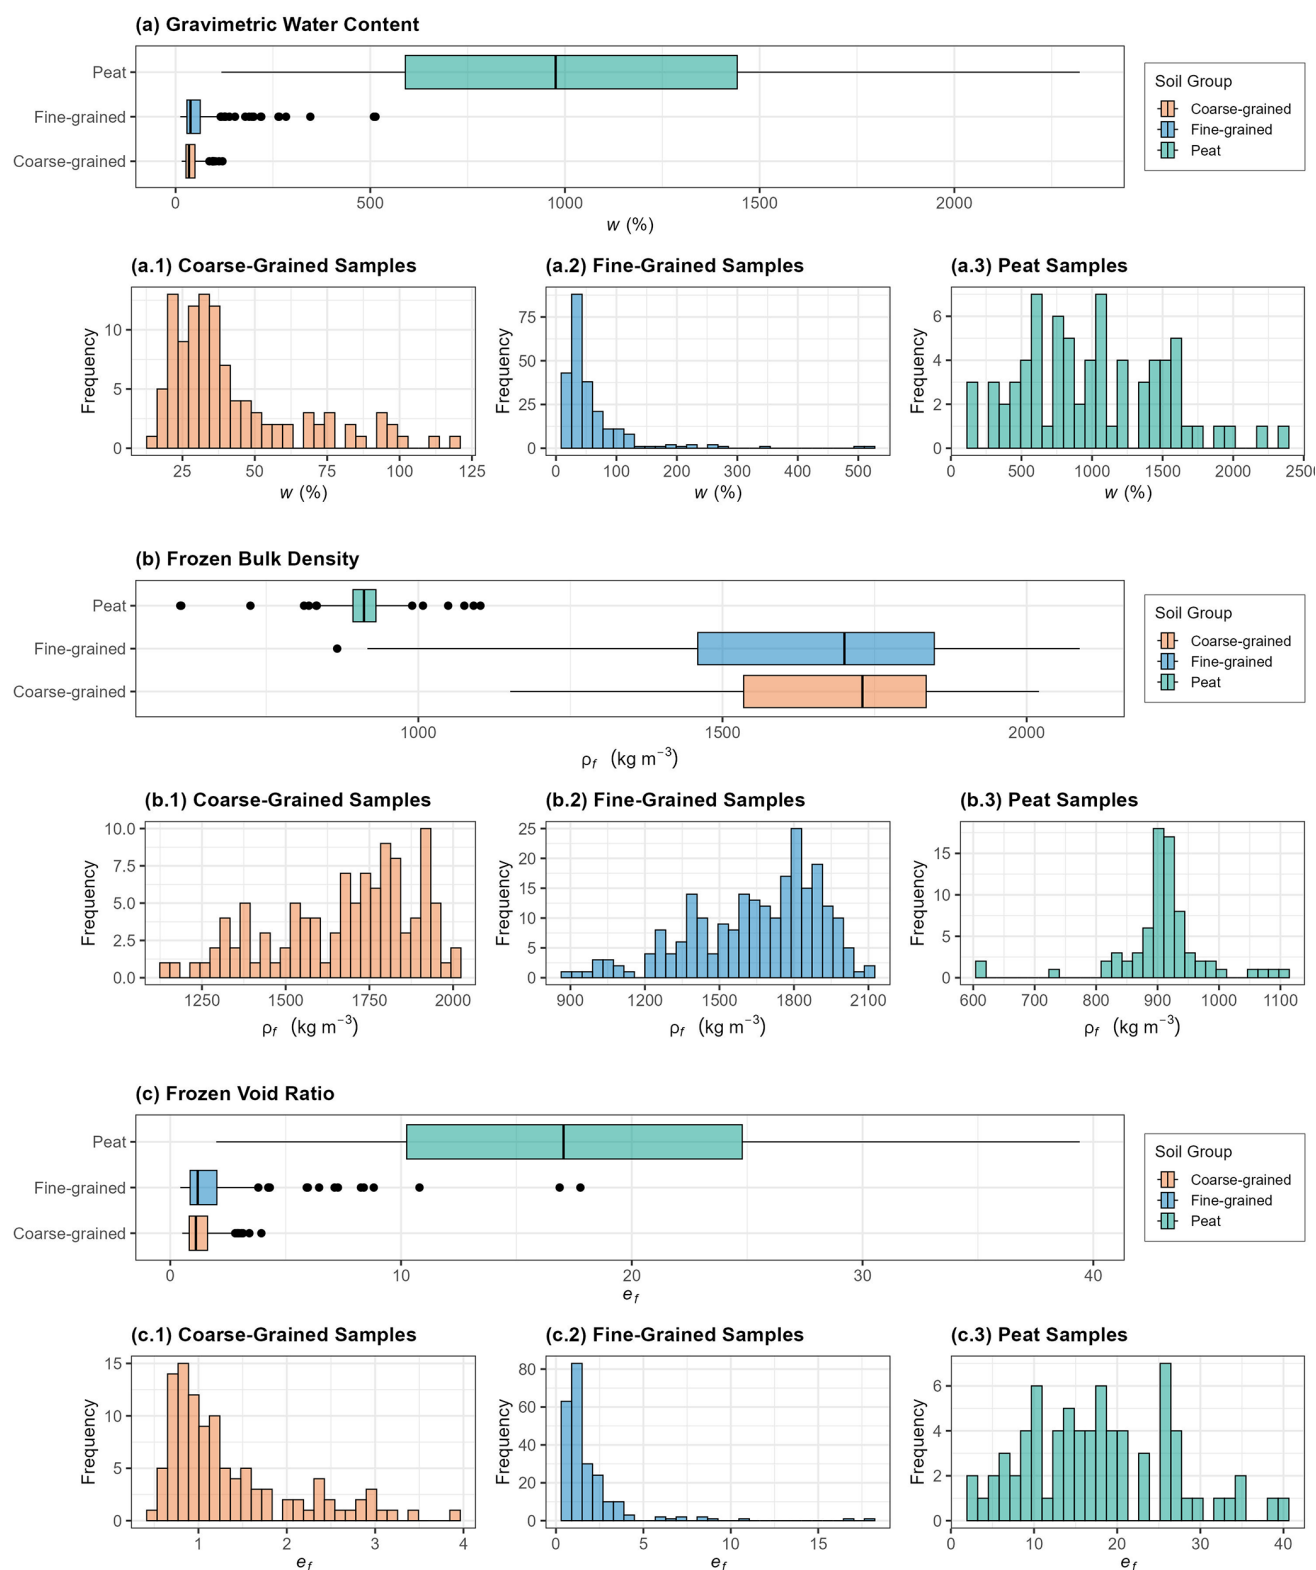 (a) Gravimetric Water Content
Peat
Fine-grained
Coarse-grained
0 500 1000 1500 2000
w (%)
Soil Group
Coarse-grained
Fine-grained
Peat
(a.1) Coarse-Grained Samples
Frequency
10
5
0
25 50 75 100 125
w (%)
(a.2) Fine-Grained Samples
Frequency
75
50
25
0
0 100 200 300 400 500
w (%)
(a.3) Peat Samples
Frequency
6
4
2
0
0 500 1000 1500 2000
w (%)
(b) Frozen Bulk Density
Peat
Fine-grained
Coarse-grained
1000 1500 2000
ρf (kg m−3)
Soil Group
Coarse-grained
Fine-grained
Peat
(b.1) Coarse-Grained Samples
Frequency
10.0
7.5
5.0
2.5
0.0
1250 1500 1750 2000
ρf (kg m−3)
(b.2) Fine-Grained Samples
Frequency
25
20
15
10
5
0
900 1200 1500 1800 2100
ρf (kg m−3)
(b.3) Peat Samples
Frequency
15
10
5
0
600 700 800 900 1000 1100
ρf (kg m−3)
(c) Frozen Void Ratio
Peat
Fine-grained
Coarse-grained
0 10 20 30 40
ef
Soil Group
Coarse-grained
Fine-grained
Peat
(c.1) Coarse-Grained Samples
Frequency
15
10
5
0
1 2 3 4
ef
(c.2) Fine-Grained Samples
Frequency
80
60
40
20
0
0 5 10 15
ef
(c.3) Peat Samples
Frequency
6
4
2
0
0 10 20 30 40
ef